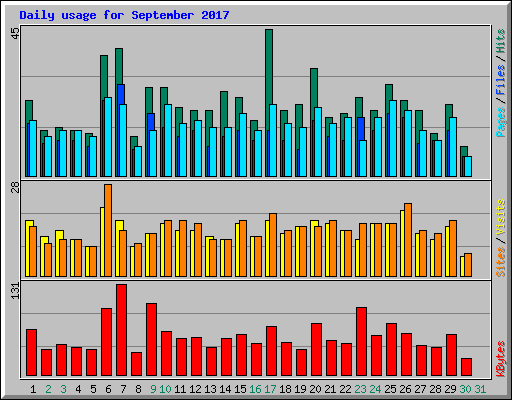 Daily usage for September 2017
45
Pages / Files / Hits
28
Sites / Visits
131
KBytes
1 2 3 4 5 6 7 8 9 10 11 12 13 14 15 16 17 18 19 20 21 22 23 24 25 26 27 28 29 30 31